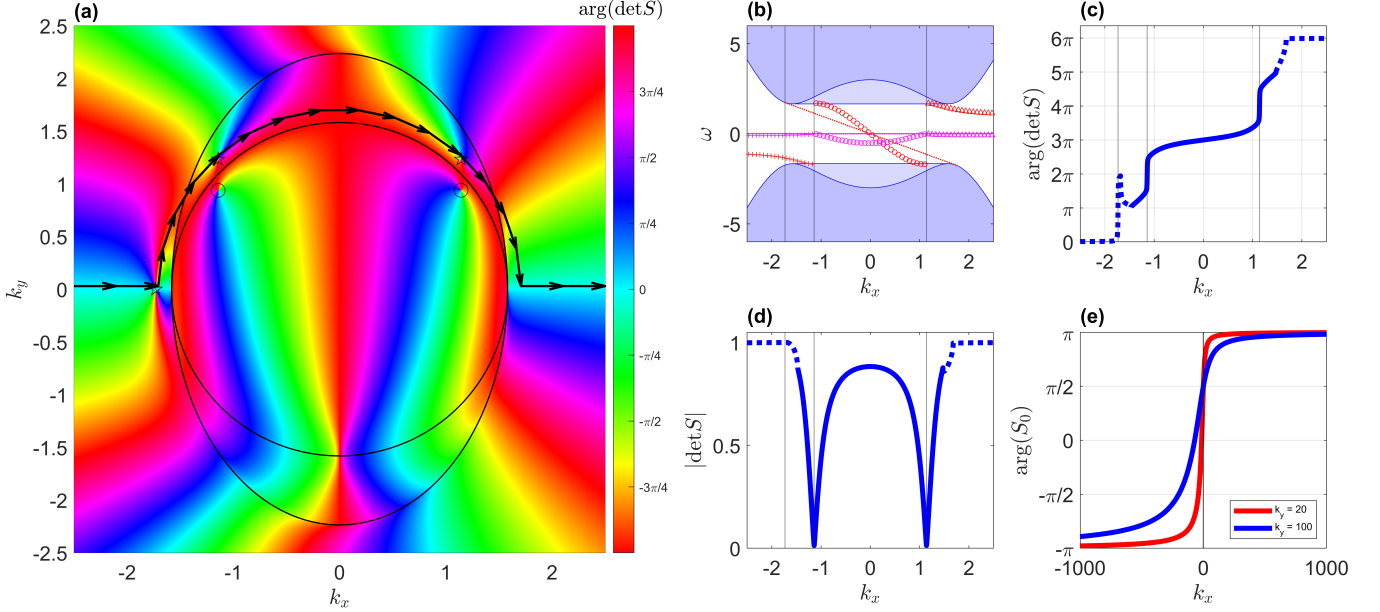 (a)
arg(detS)
2.5
2
1.5
1
0.5
0
-0.5
-1
-1.5
-2
-2.5
k_y
-2
-1
0
1
2
k_x
3π/4
π/2
π/4
0
-π/4
-π/2
-3π/4
(b)
5
0
-5
ω
-2
-1
0
1
2
k_x
(c)
6π
5π
4π
3π
2π
π
0
arg(detS)
-2
-1
0
1
2
k_x
(d)
1
0.5
0
|detS|
-2
-1
0
1
2
k_x
(e)
π
π/2
0
-π/2
-π
arg(S_0)
k_y = 20
k_y = 100
-1000
0
1000
k_x